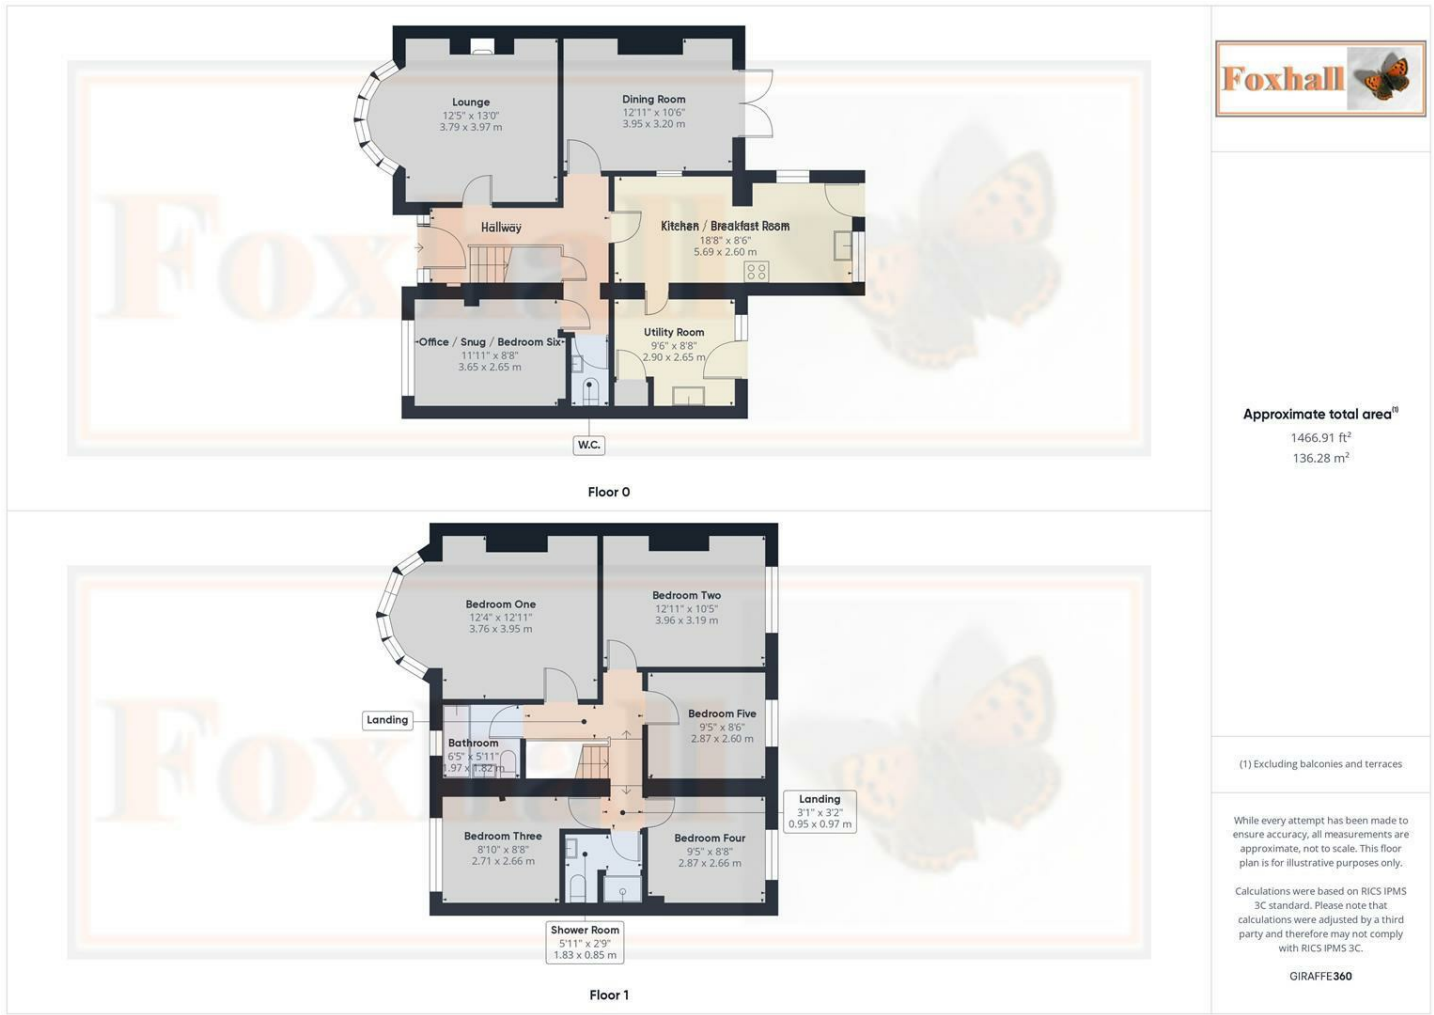 Foxhall
Lounge
12'5" x 13'0"
3.79 x 3.97 m
Dining Room
12'11" x 10'6"
3.95 x 3.20 m
Hallway
Kitchen / Breakfast Room
18'8" x 8'6"
5.69 x 2.60 m
Office / Snug / Bedroom Six
11'11" x 8'8"
3.65 x 2.65 m
Utility Room
9'6" x 8'8"
2.90 x 2.65 m
W.C.
Foxhall
Floor 0
Bedroom One
12'4" x 12'11"
3.76 x 3.95 m
Bedroom Two
12'11" x 10'5"
3.96 x 3.19 m
Landing
Bathroom
6'5" x 5'11"
1.97 x 1.82 m
Bedroom Five
9'5" x 8'6"
2.87 x 2.60 m
Landing
3'1" x 3'2"
0.95 x 0.97 m
Bedroom Three
8'10" x 8'8"
2.71 x 2.66 m
Bedroom Four
9'5" x 8'8"
2.87 x 2.66 m
Shower Room
5'11" x 2'9"
1.83 x 0.85 m
Foxhall
Floor 1
Approximate total area(1)
1466.91 ft²
136.28 m²
(1) Excluding balconies and terraces
While every attempt has been made to
ensure accuracy, all measurements are
approximate, not to scale. This floor
plan is for illustrative purposes only.
Calculations were based on RICS IPMS
3C standard. Please note that
calculations were adjusted by a third
party and therefore may not comply
with RICS IPMS 3C.
GIRAFFE360